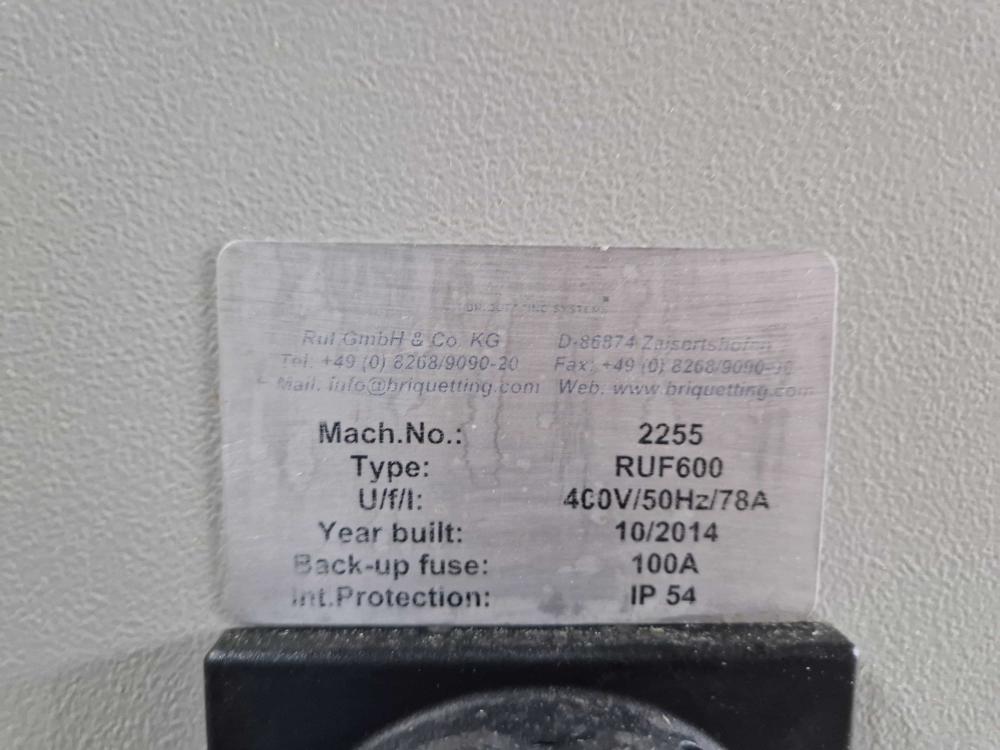 BRIQUETTING SYSTEMS
Ruf GmbH & Co. KG D-86874 Zaisertshofen
Tel: +49 (0) 8268/9090-20 Fax: +49 (0) 8268/9090-
Mail: info@briquetting.com Web: www.briquetting.com
Mach.No.: 2255
Type: RUF600
U/f/I: 400V/50Hz/78A
Year built: 10/2014
Back-up fuse: 100A
Int.Protection: IP 54